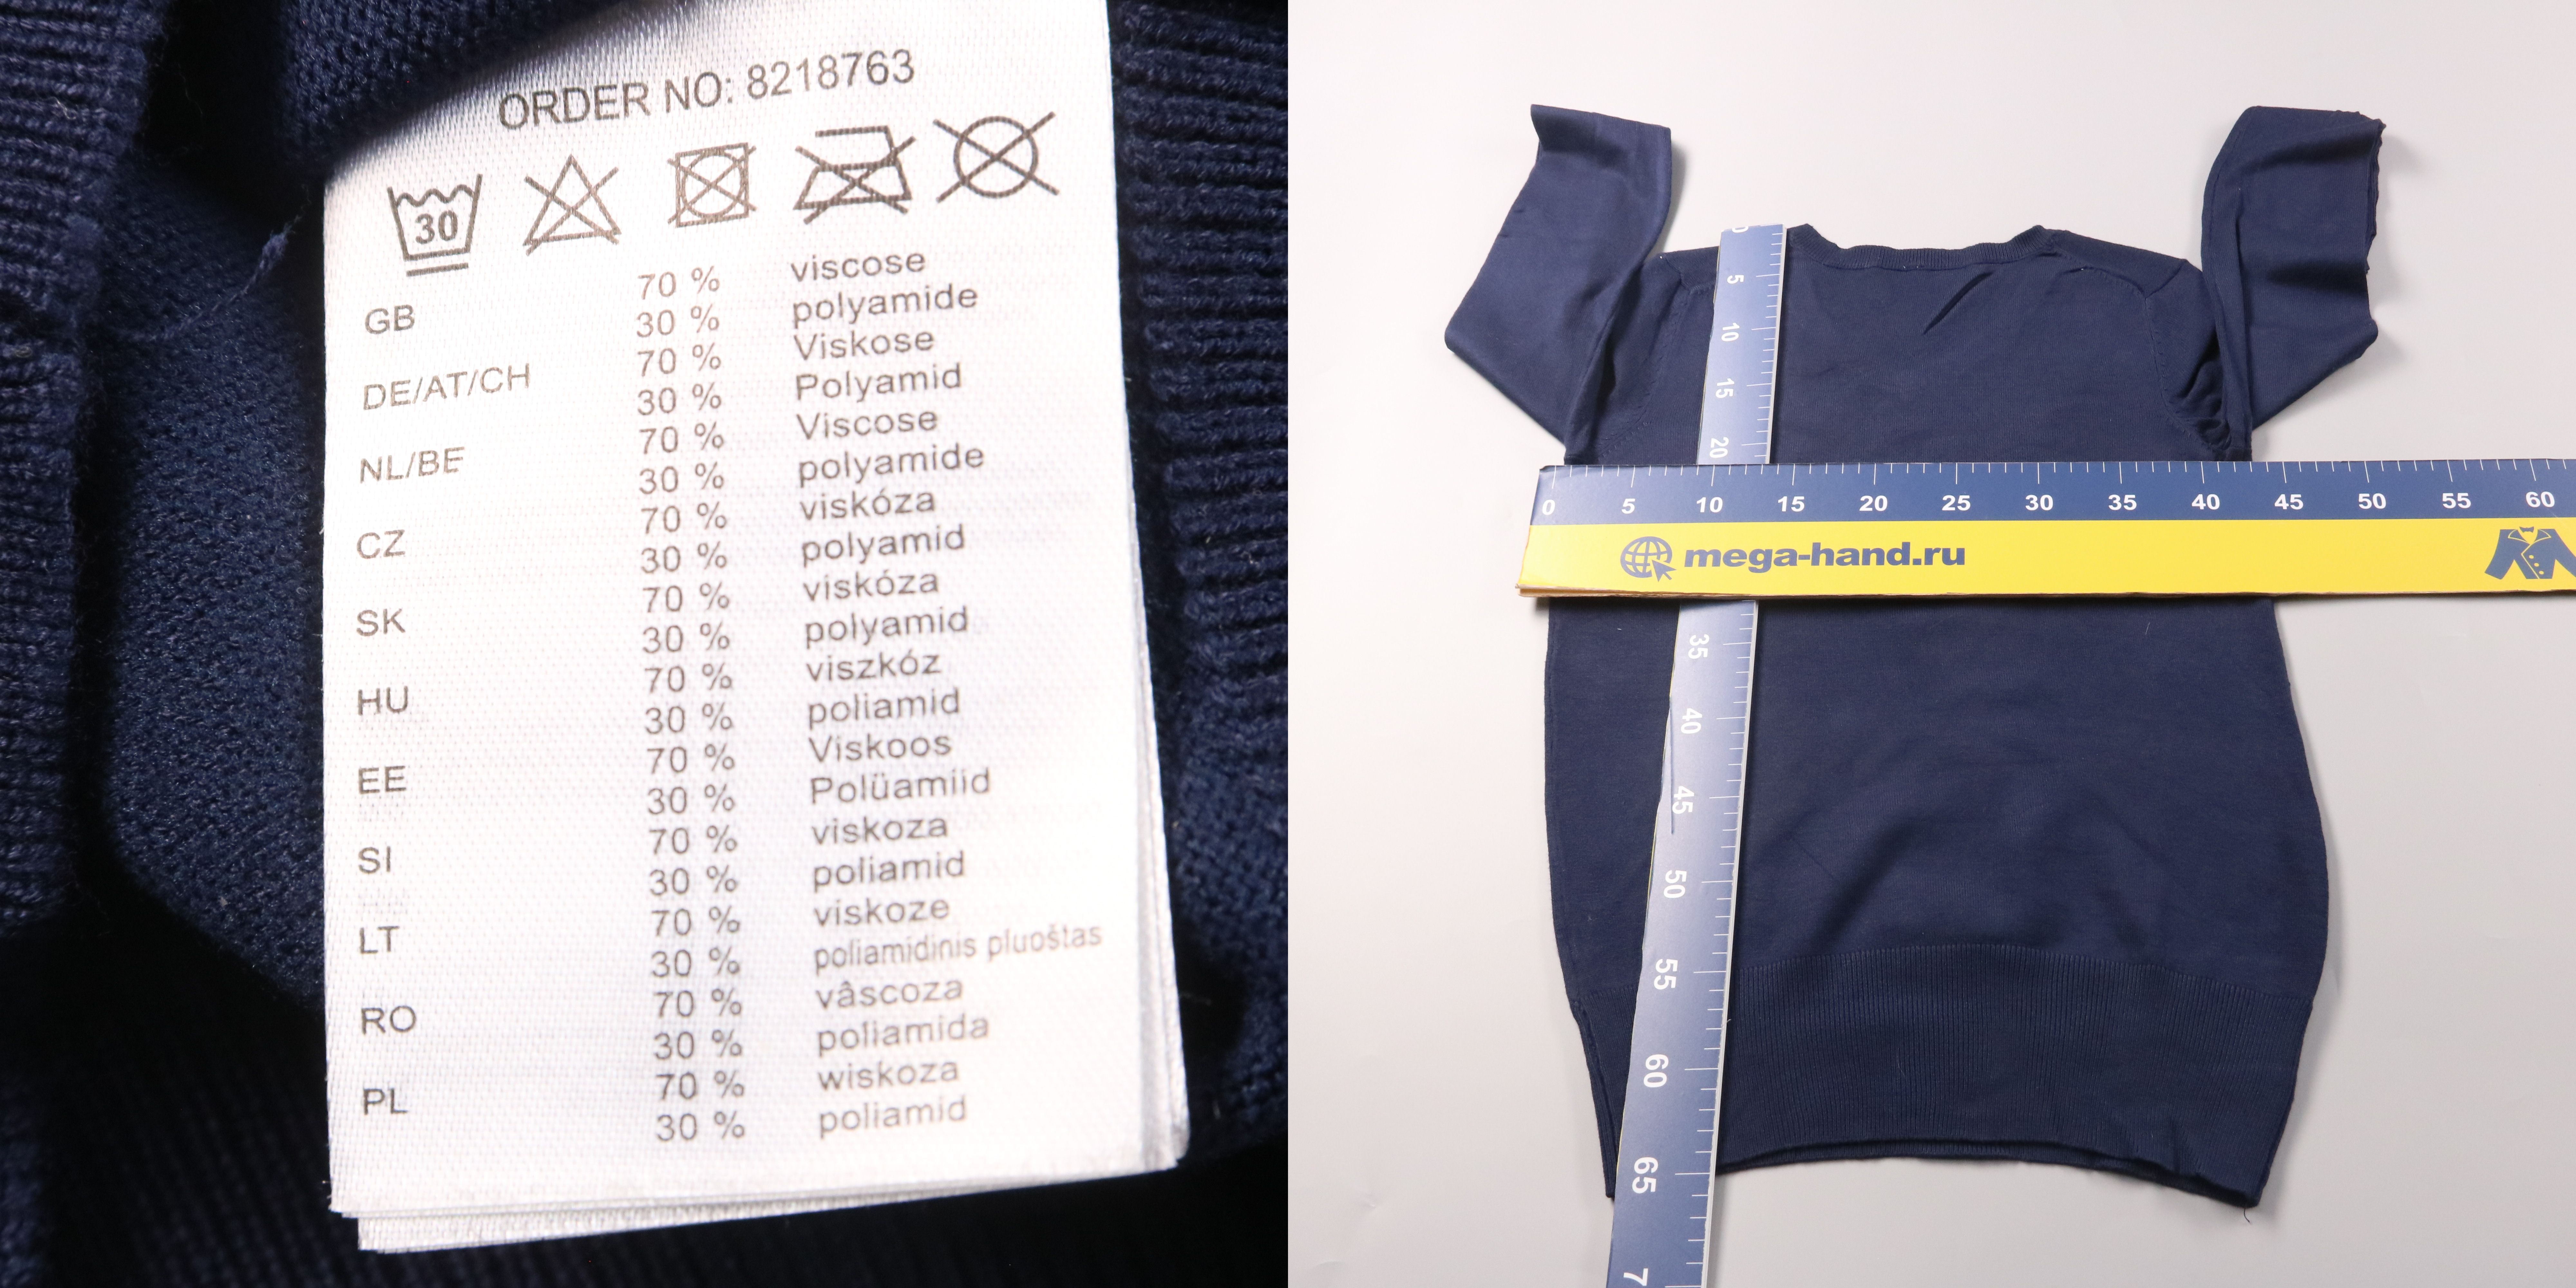 ORDER NO: 8218763
30
GB 70 % viscose
30 % polyamide
DE/AT/CH 70 % Viskose
30 % Polyamid
NL/BE 70 % Viscose
30 % polyamide
CZ 70 % viskóza
30 % polyamid
SK 70 % viskóza
30 % polyamid
HU 70 % viszkóz
30 % poliamid
EE 70 % Viskoos
30 % Polüamiid
SI 70 % viskoza
30 % poliamid
LT 70 % viskoze
30 % poliamidinis pluoštas
RO 70 % vâscoza
30 % poliamida
PL 70 % wiskoza
30 % poliamid
0
5
10
15
20
0 5 10 15 20 25 30 35 40 45 50 55 60
mega-hand.ru
35
40
45
50
55
60
65
7